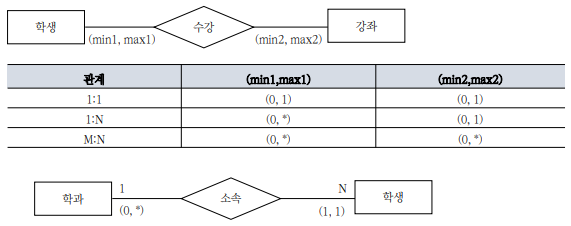 학생 수강 강좌
(min1, max1) (min2, max2)
관계 (min1,max1) (min2,max2)
1:1 (0, 1) (0, 1)
1:N (0, *) (0, 1)
M:N (0, *) (0, *)
학과 1 소속 N 학생
(0, *) (1, 1)